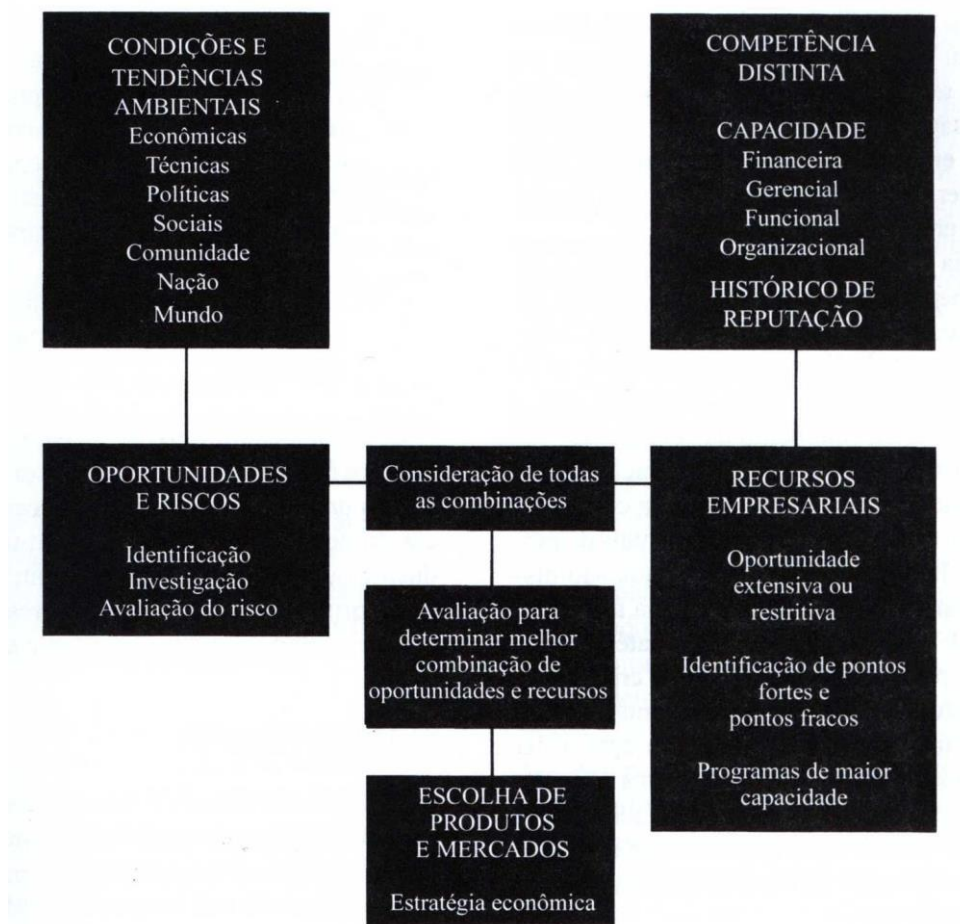 CONDIÇÕES E
TENDÊNCIAS
AMBIENTAIS
Econômicas
Técnicas
Políticas
Sociais
Comunidade
Nação
Mundo
COMPETÊNCIA
DISTINTA
CAPACIDADE
Financeira
Gerencial
Funcional
Organizacional
HISTÓRICO DE
REPUTAÇÃO
OPORTUNIDADES
E RISCOS
Identificação
Investigação
Avaliação do risco
Consideração de todas
as combinações
Avaliação para
determinar melhor
combinação de
oportunidades e recursos
ESCOLHA DE
PRODUTOS
E MERCADOS
Estratégia econômica
RECURSOS
EMPRESARIAIS
Oportunidade
extensiva ou
restritiva
Identificação de pontos
fortes e
pontos fracos
Programas de maior
capacidade